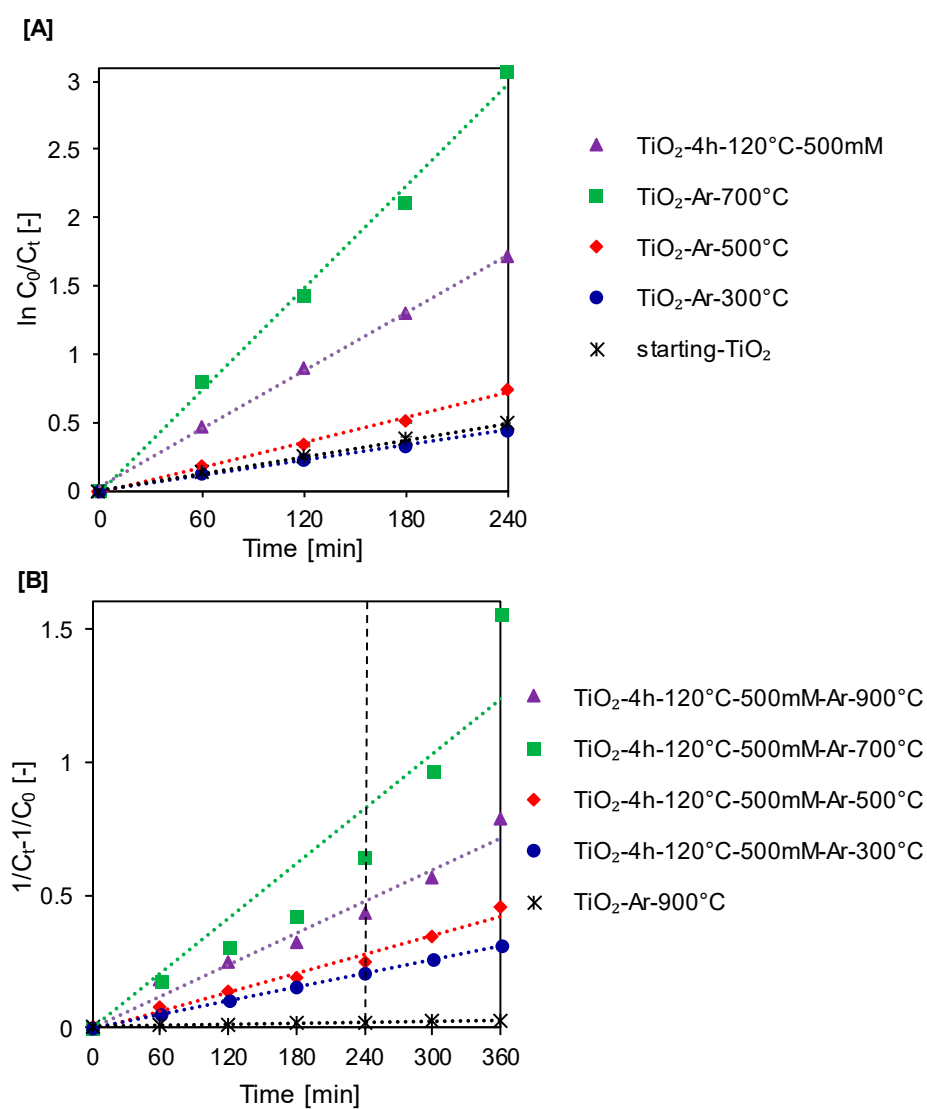 [A]
3
2.5
2
1.5
1
0.5
0
ln C₀/Cₜ [-]
0 60 120 180 240
Time [min]
TiO₂-4h-120°C-500mM
TiO₂-Ar-700°C
TiO₂-Ar-500°C
TiO₂-Ar-300°C
starting-TiO₂
[B]
1.5
1
0.5
0
1/Cₜ-1/C₀ [-]
0 60 120 180 240 300 360
Time [min]
TiO₂-4h-120°C-500mM-Ar-900°C
TiO₂-4h-120°C-500mM-Ar-700°C
TiO₂-4h-120°C-500mM-Ar-500°C
TiO₂-4h-120°C-500mM-Ar-300°C
TiO₂-Ar-900°C